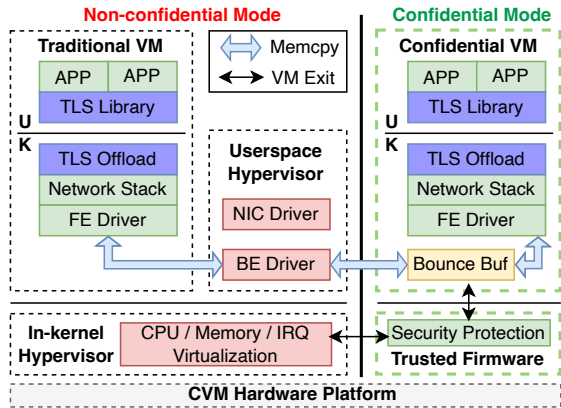 Non-confidential Mode
Confidential Mode
Traditional VM
APP
APP
TLS Library
U
K
TLS Offload
Network Stack
FE Driver
Memcpy
VM Exit
Userspace
Hypervisor
NIC Driver
BE Driver
Confidential VM
APP
APP
TLS Library
TLS Offload
Network Stack
FE Driver
Bounce Buf
In-kernel
Hypervisor
CPU / Memory / IRQ
Virtualization
Security Protection
Trusted Firmware
CVM Hardware Platform